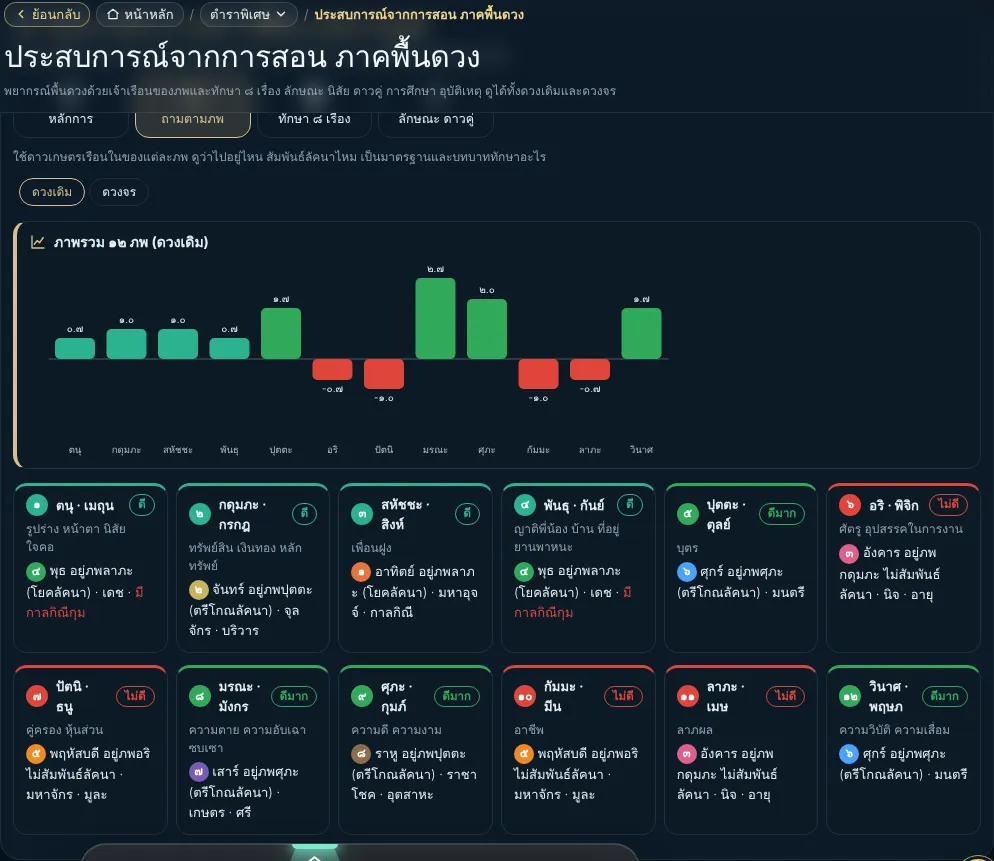 ย้อนกลับ หน้าหลัก / ตำราพิเศษ / ประสบการณ์จากการสอน ภาคพื้นดวง
ประสบการณ์จากการสอน ภาคพื้นดวง
พยากรณ์พื้นดวงด้วยเจ้าเรือนของภพและทักษา ๘ เรื่อง ลักษณะ นิสัย ดาวคู่ การศึกษา อุบัติเหตุ ดูได้ทั้งดวงเดิมและดวงจร
หลักการ ถามตามภพ ทักษา ๘ เรื่อง ลักษณะ ดาวคู่
ใช้ดาวเกษตรเรือนในของแต่ละภพ ดูว่าไปอยู่ไหน สัมพันธ์ลัคนาไหม เป็นมาตรฐานและบทบาททักษาอะไร
ดวงเดิม ดวงจร
ภาพรวม ๑๒ ภพ (ดวงเดิม)
๐.๗ ๑.๐ ๑.๐ ๐.๗ ๑.๗ -๐.๗ -๑.๐ ๒.๗ ๒.๐ -๑.๐ -๐.๗ ๑.๗
ตนุ กดุมภะ สหัชชะ พันธุ ปุตตะ อริ ปัตนิ มรณะ ศุภะ กัมมะ ลาภะ วินาศ
๑ ตนุ · เมถุน ดี
รูปร่าง หน้าตา นิสัย
ใจคอ
๔ พุธ อยู่ภพลาภะ
(โยคลัคนา) · เดช · มี
กาลกิณีกุม
๒ กดุมภะ ·
กรกฎ ดี
ทรัพย์สิน เงินทอง หลัก
ทรัพย์
๒ จันทร์ อยู่ภพปุตตะ
(ตรีโกณลัคนา) · จุล
จักร · บริวาร
๓ สหัชชะ ·
สิงห์ ดี
เพื่อนฝูง
๑ อาทิตย์ อยู่ภพลาภ
ะ (โยคลัคนา) · มหาอุจ
จ์ · กาลกิณี
๔ พันธุ · กันย์ ดี
ญาติพี่น้อง บ้าน ที่อยู่
ยานพาหนะ
๔ พุธ อยู่ภพลาภะ
(โยคลัคนา) · เดช · มี
กาลกิณีกุม
๕ ปุตตะ ·
ตุลย์ ดีมาก
บุตร
๖ ศุกร์ อยู่ภพศุภะ
(ตรีโกณลัคนา) · มนตรี
๖ อริ · พิจิก ไม่ดี
ศัตรู อุปสรรคในการงาน
๓ อังคาร อยู่ภพ
กดุมภะ ไม่สัมพันธ์
ลัคนา · นิจ · อายุ
๗ ปัตนิ ·
ธนู ไม่ดี
คู่ครอง หุ้นส่วน
๕ พฤหัสบดี อยู่ภพอริ
ไม่สัมพันธ์ลัคนา ·
มหาจักร · มูละ
๘ มรณะ ·
มังกร ดีมาก
ความตาย ความอับเฉา
ซบเซา
๗ เสาร์ อยู่ภพศุภะ
(ตรีโกณลัคนา) ·
เกษตร · ศรี
๙ ศุภะ ·
กุมภ์ ดีมาก
ความดี ความงาม
๘ ราหู อยู่ภพปุตตะ
(ตรีโกณลัคนา) · ราชา
โชค · อุตสาหะ
๑๐ กัมมะ ·
มีน ไม่ดี
อาชีพ
๕ พฤหัสบดี อยู่ภพอริ
ไม่สัมพันธ์ลัคนา ·
มหาจักร · มูละ
๑๑ ลาภะ ·
เมษ ไม่ดี
ลาภผล
๓ อังคาร อยู่ภพ
กดุมภะ ไม่สัมพันธ์
ลัคนา · นิจ · อายุ
๑๒ วินาศ ·
พฤษภ ดีมาก
ความวิบัติ ความเสื่อม
๖ ศุกร์ อยู่ภพศุภะ
(ตรีโกณลัคนา) · มนตรี